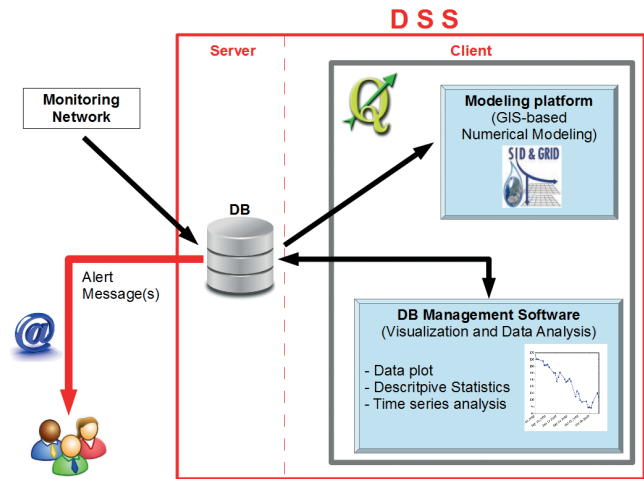 D S S
Server
Client
Monitoring
Network
Q
Modeling platform
(GIS-based
Numerical Modeling)
SID & GRID
DB
Alert
Message(s)
@
DB Management Software
(Visualization and Data Analysis)
- Data plot
- Descritpive Statistics
- Time series analysis